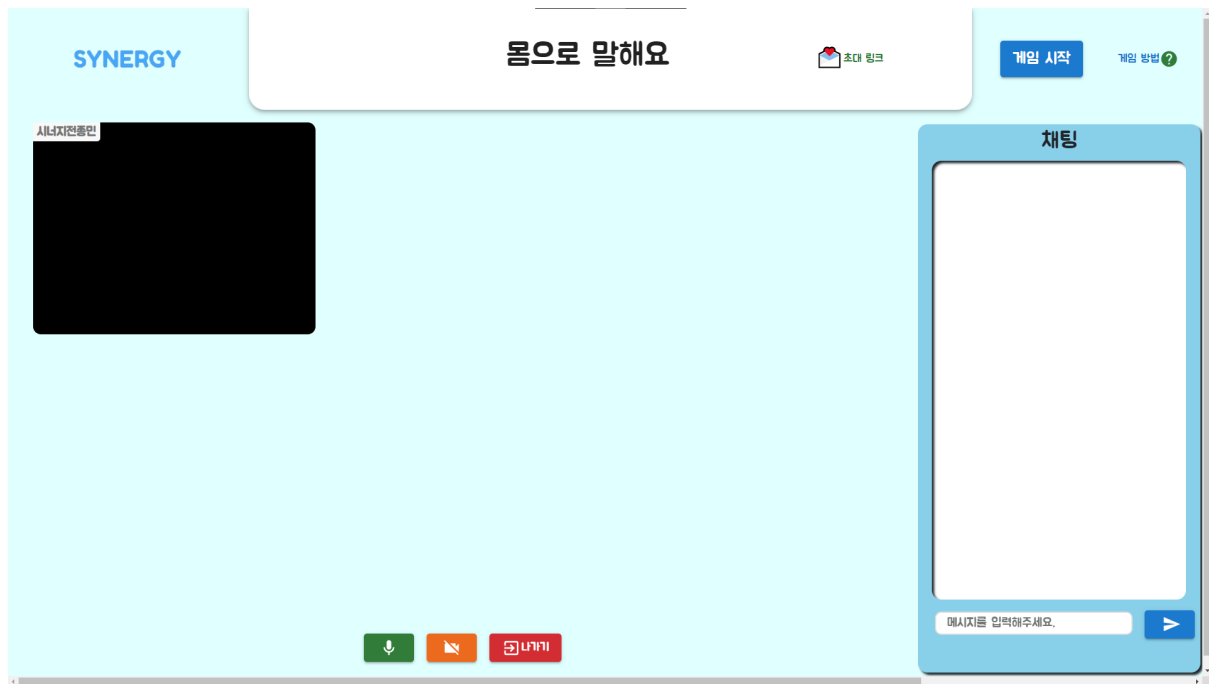 SYNERGY
몸으로 말해요
초대 링크
게임 시작
게임 방법
시너지전종민
채팅
메시지를 입력해주세요.
나가기